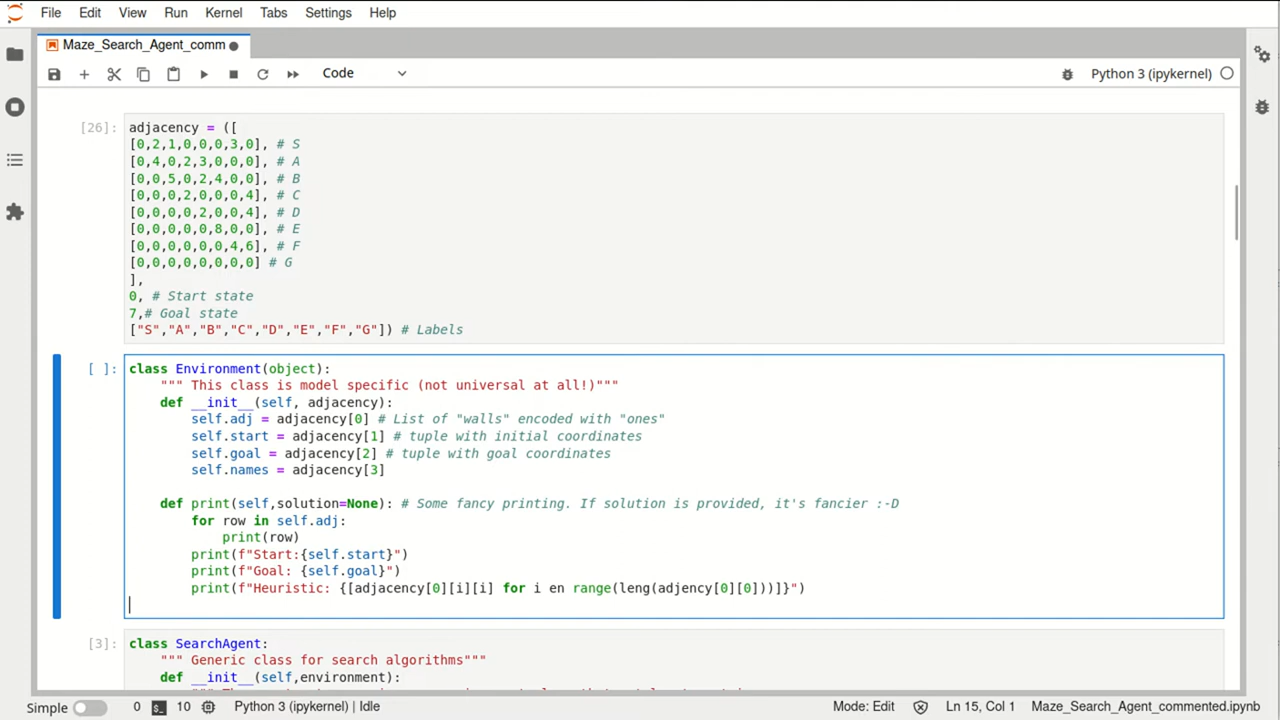 File Edit View Run Kernel Tabs Settings Help
Maze_Search_Agent_comm
Code Python 3 (ipykernel)
[26]: adjacency = ([
[0,2,1,0,0,0,3,0], # S
[0,4,0,2,3,0,0,0], # A
[0,0,5,0,2,4,0,0], # B
[0,0,0,2,0,0,0,4], # C
[0,0,0,0,2,0,0,4], # D
[0,0,0,0,0,8,0,0], # E
[0,0,0,0,0,0,4,6], # F
[0,0,0,0,0,0,0,0] # G
],
0, # Start state
7,# Goal state
["S","A","B","C","D","E","F","G"]) # Labels
[ ]: class Environment(object):
""" This class is model specific (not universal at all!)"""
def __init__(self, adjacency):
self.adj = adjacency[0] # List of "walls" encoded with "ones"
self.start = adjacency[1] # tuple with initial coordinates
self.goal = adjacency[2] # tuple with goal coordinates
self.names = adjacency[3]
def print(self,solution=None): # Some fancy printing. If solution is provided, it's fancier :-D
for row in self.adj:
print(row)
print(f"Start:{self.start}")
print(f"Goal: {self.goal}")
print(f"Heuristic: {[adjacency[0][i][i] for i en range(leng(adjency[0][0]))]}")
[3]: class SearchAgent:
""" Generic class for search algorithms"""
def __init__(self,environment):
Simple 0 10 Python 3 (ipykernel) | Idle Mode: Edit Ln 15, Col 1 Maze_Search_Agent_commented.ipynb